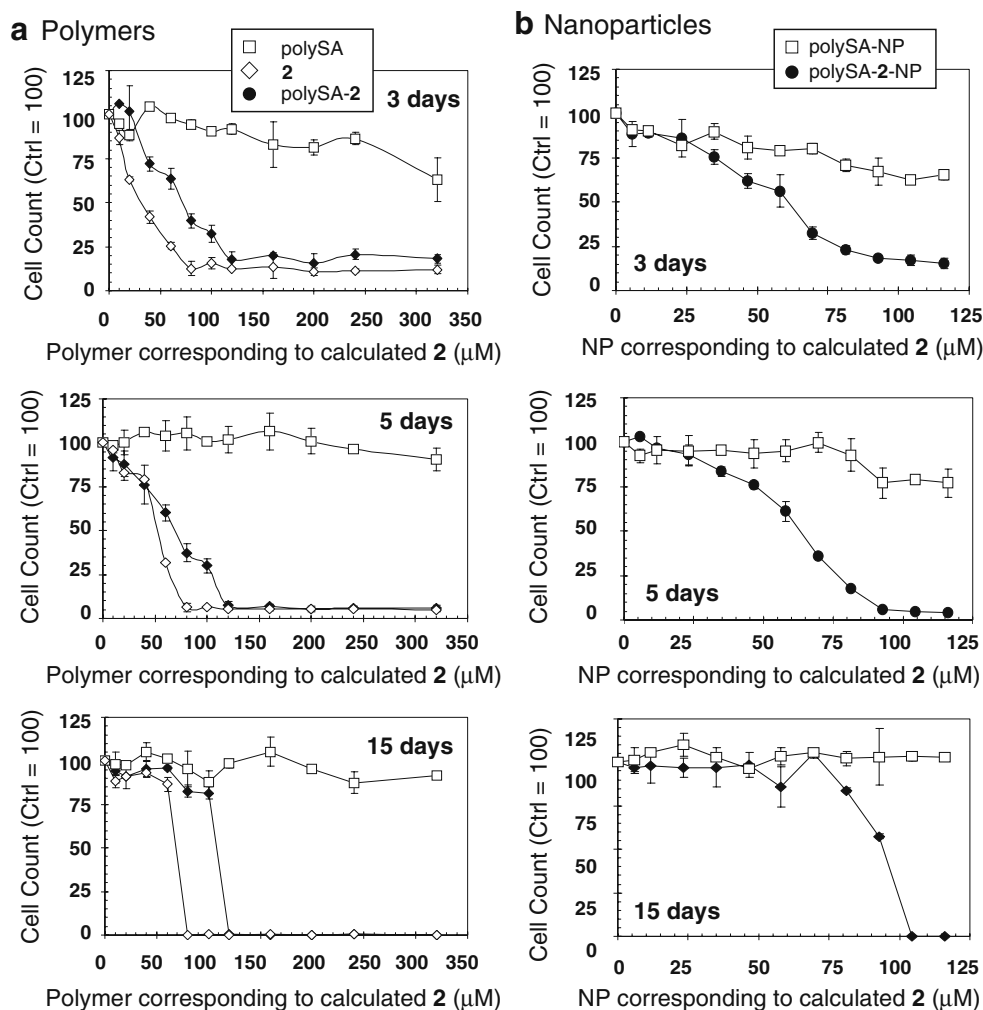 a Polymers
polySA
2
polySA-2
3 days
Cell Count (Ctrl = 100)
125
100
75
50
25
0
0 50 100 150 200 250 300 350
Polymer corresponding to calculated 2 (µM)
5 days
Cell Count (Ctrl = 100)
125
100
75
50
25
0
0 50 100 150 200 250 300 350
Polymer corresponding to calculated 2 (µM)
15 days
Cell Count (Ctrl = 100)
125
100
75
50
25
0
0 50 100 150 200 250 300 350
Polymer corresponding to calculated 2 (µM)
b Nanoparticles
polySA-NP
polySA-2-NP
3 days
Cell Count (Ctrl = 100)
125
100
75
50
25
0
0 25 50 75 100 125
NP corresponding to calculated 2 (µM)
5 days
Cell Count (Ctrl = 100)
125
100
75
50
25
0
0 25 50 75 100 125
NP corresponding to calculated 2 (µM)
15 days
Cell Count (Ctrl = 100)
125
100
75
50
25
0
0 25 50 75 100 125
NP corresponding to calculated 2 (µM)